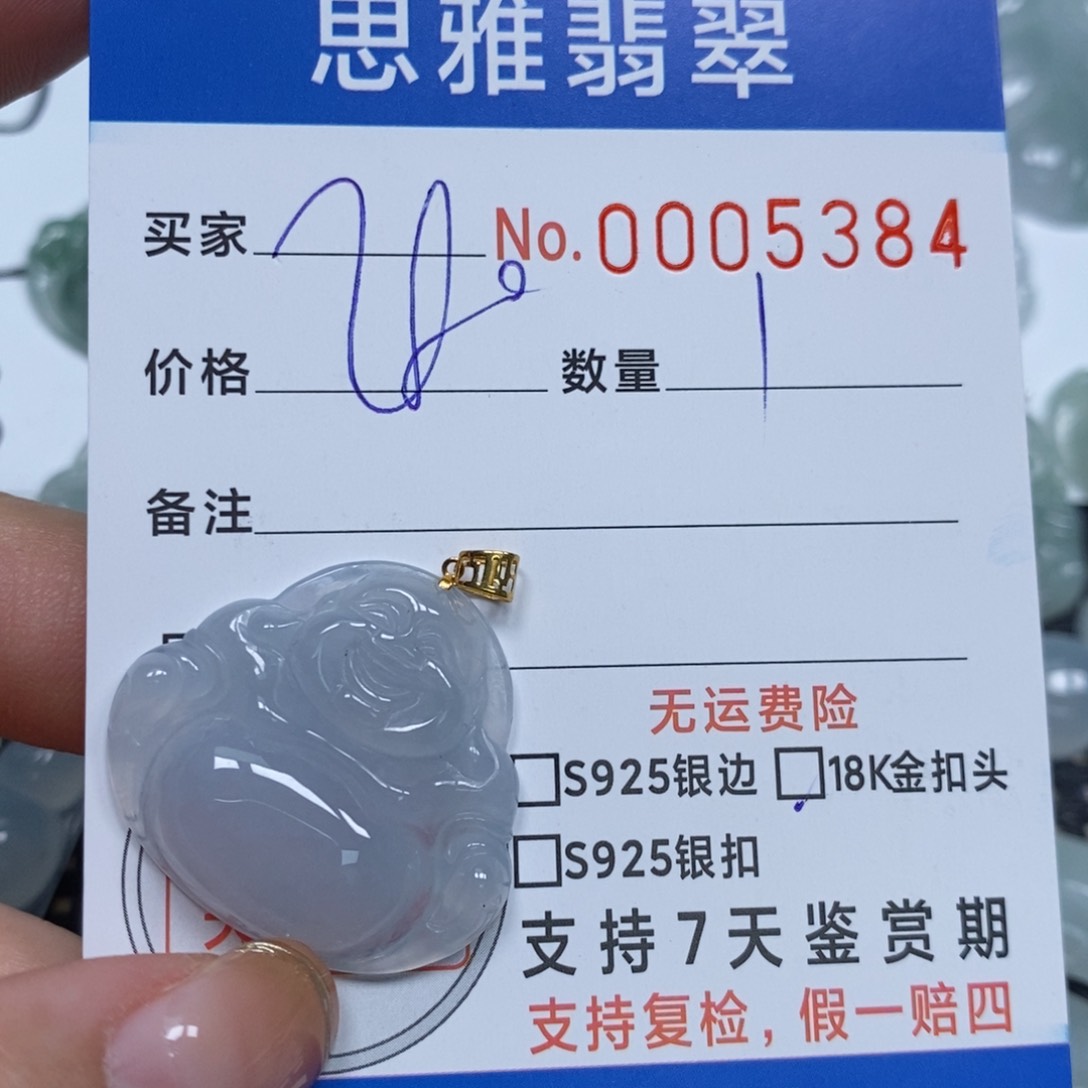 思雅翡翠
买家 No. 0005384
价格 数量 1
备注
无运费险
S925银边 18K金扣头
S925银扣
支持7天鉴赏期
支持复检，假一赔四